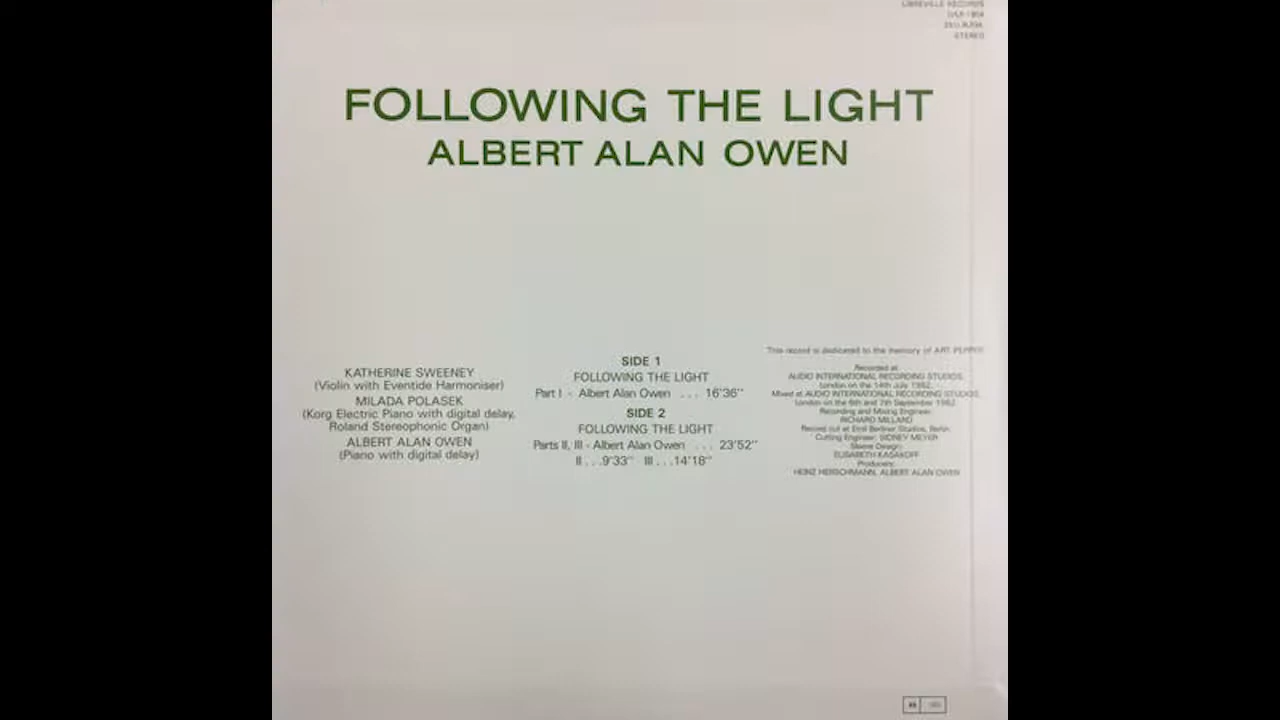 LIBREVILLE RECORDS
STEREO
FOLLOWING THE LIGHT
ALBERT ALAN OWEN
KATHERINE SWEENEY
(Violin with Eventide Harmoniser)
MILADA POLASEK
(Korg Electric Piano with digital delay,
Roland Stereophonic Organ)
ALBERT ALAN OWEN
(Piano with digital delay)
SIDE 1
FOLLOWING THE LIGHT
Part I - Albert Alan Owen ... 16'36''
SIDE 2
FOLLOWING THE LIGHT
Parts II, III - Albert Alan Owen ... 23'52''
II ...9'33'' III ...14'18''
This record is dedicated to the memory of ART PEPPER
Recorded at
AUDIO INTERNATIONAL RECORDING STUDIOS,
London on the 14th July 1982.
Mixed at AUDIO INTERNATIONAL RECORDING STUDIOS,
London on the 6th and 7th September 1982.
Recording and Mixing Engineer:
RICHARD MILLARD
Record cut at Emil Berliner Studios, Berlin.
Cutting Engineer: SIDNEY MEYER
Sleeve Design:
ELISABETH KASAKOFF
Producers:
HEINZ HERSCHMANN, ALBERT ALAN OWEN